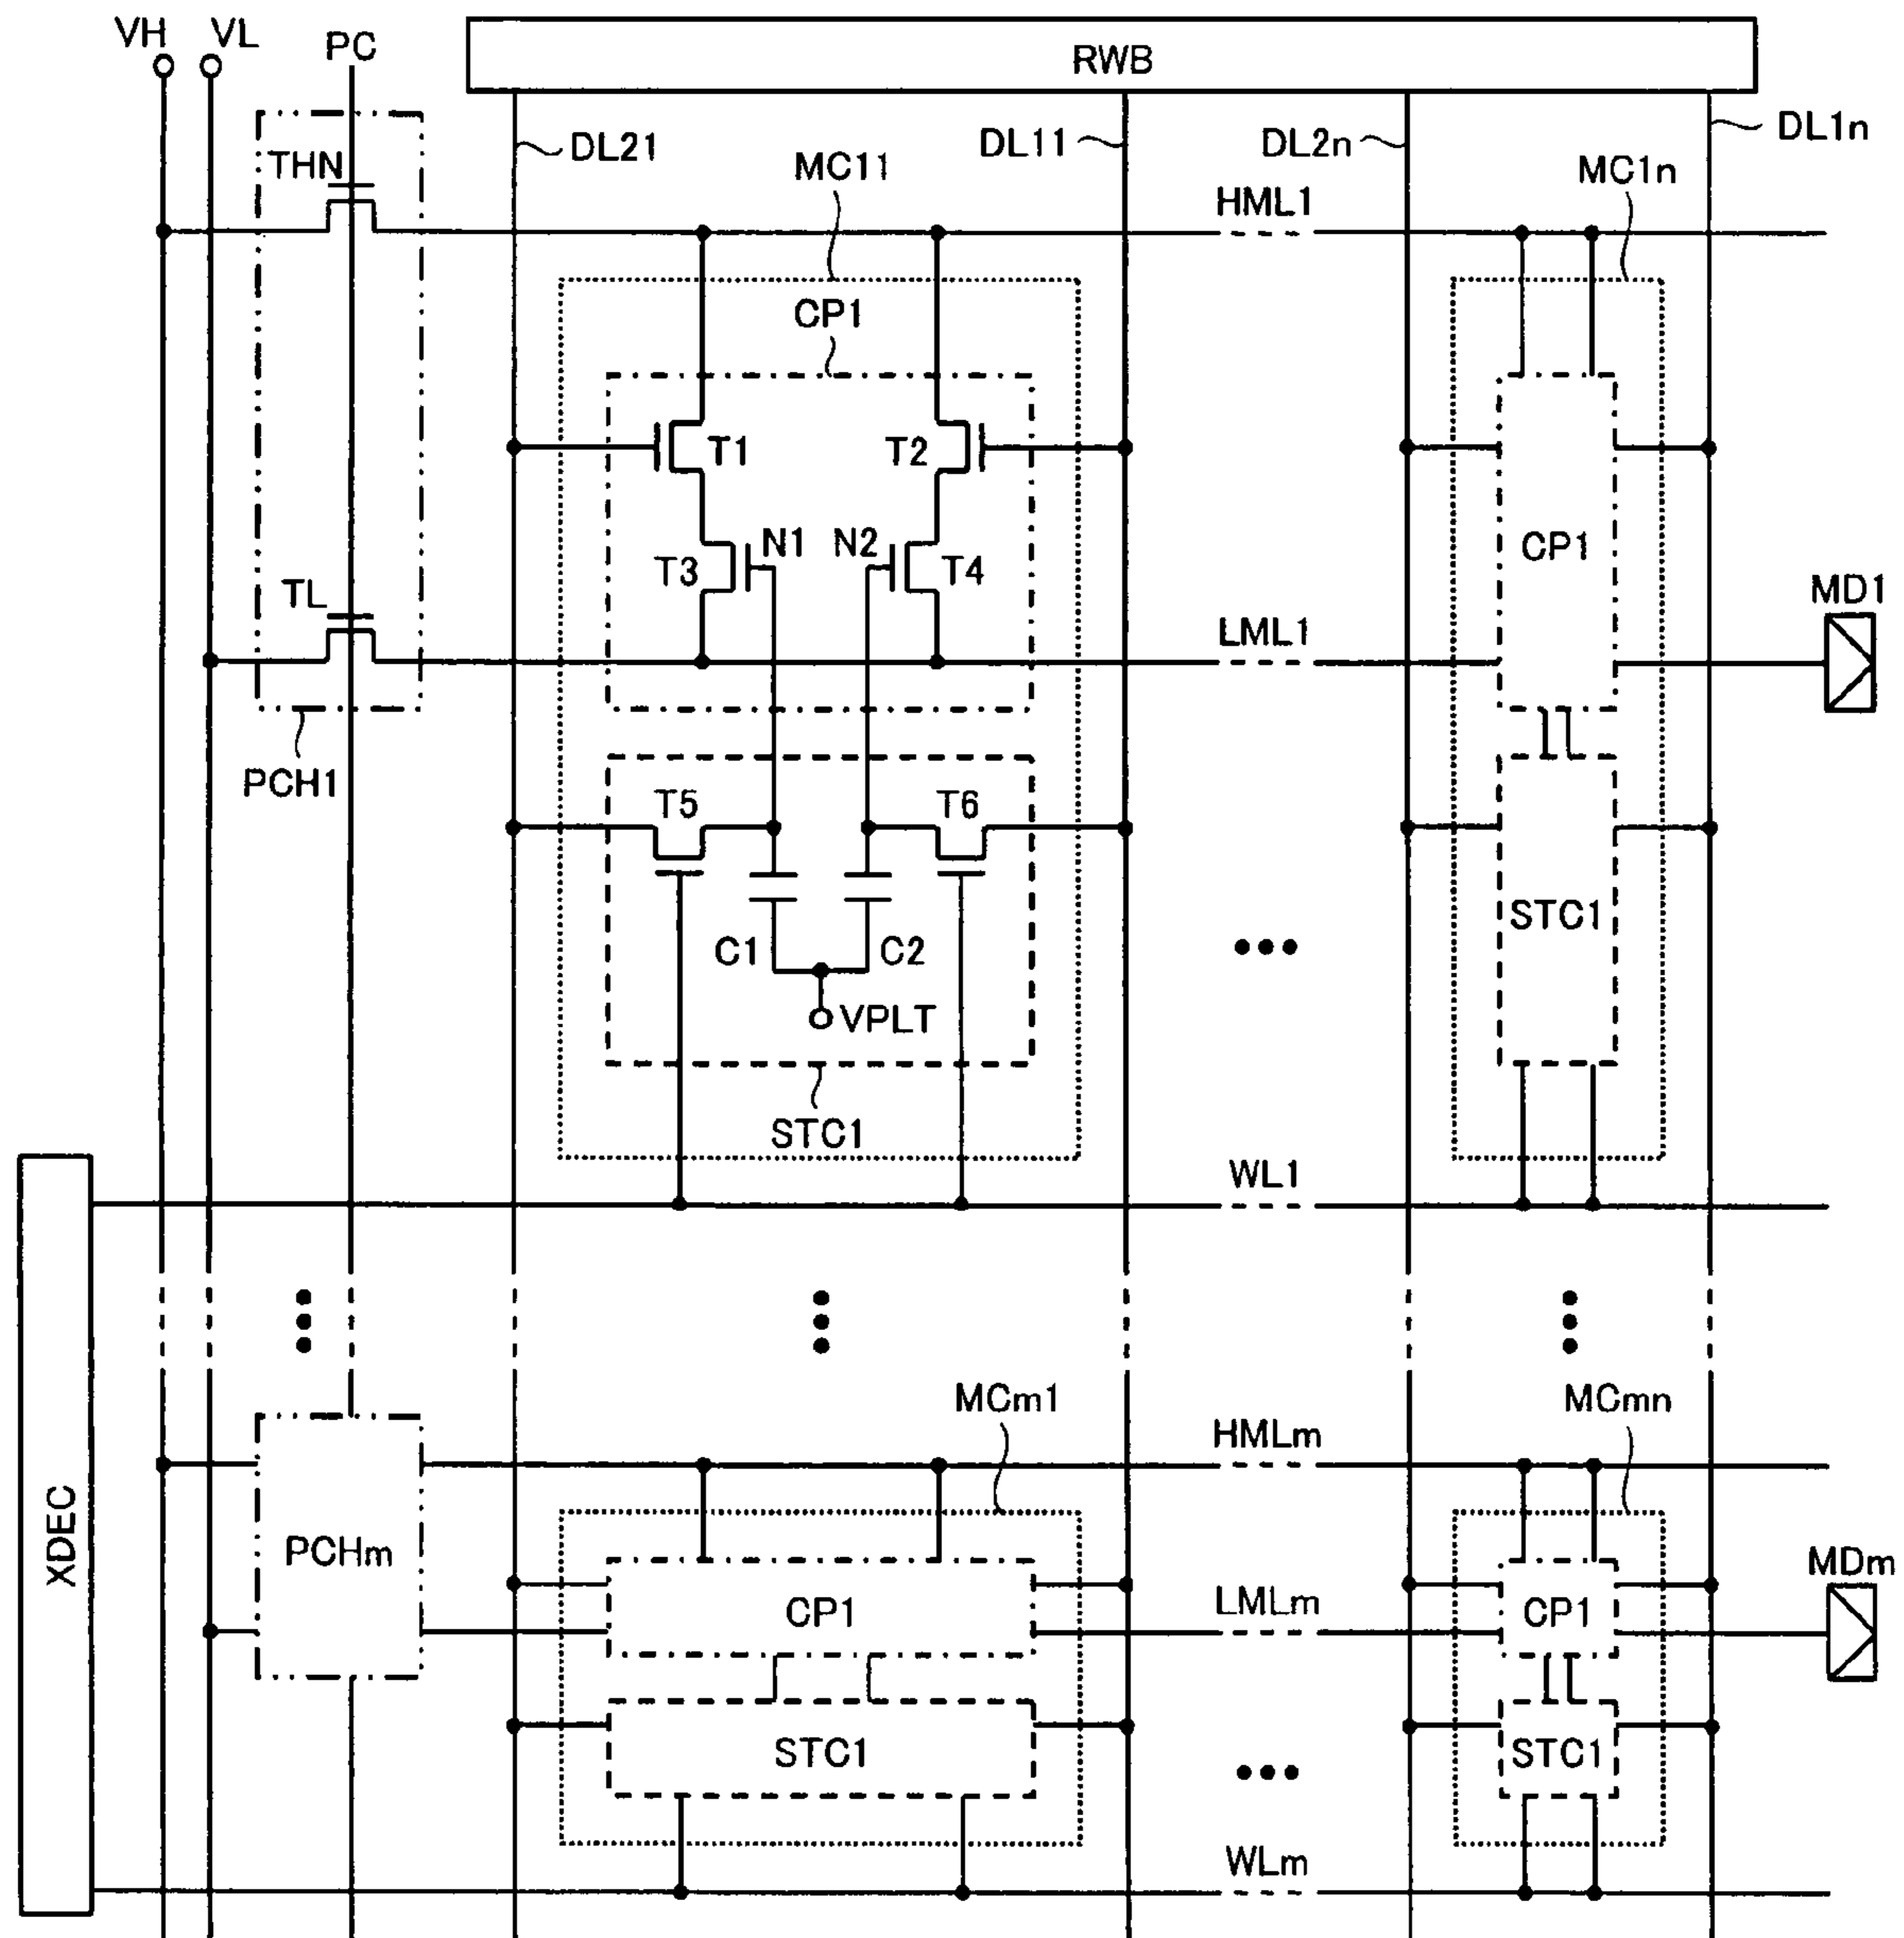 VH VL PC RWB
DL21 DL11 DL2n DL1n
THN MC11 MC1n
HML1
CP1
T1 T2
N1 N2
T3 T4 CP1
TL MD1
LML1
PCH1
T5 T6
STC1
C1 C2
VPLT
STC1
WL1
MCm1 MCmn
HMLm
XDEC
PCHm MDm
CP1 LMLm CP1
STC1 STC1
WLm